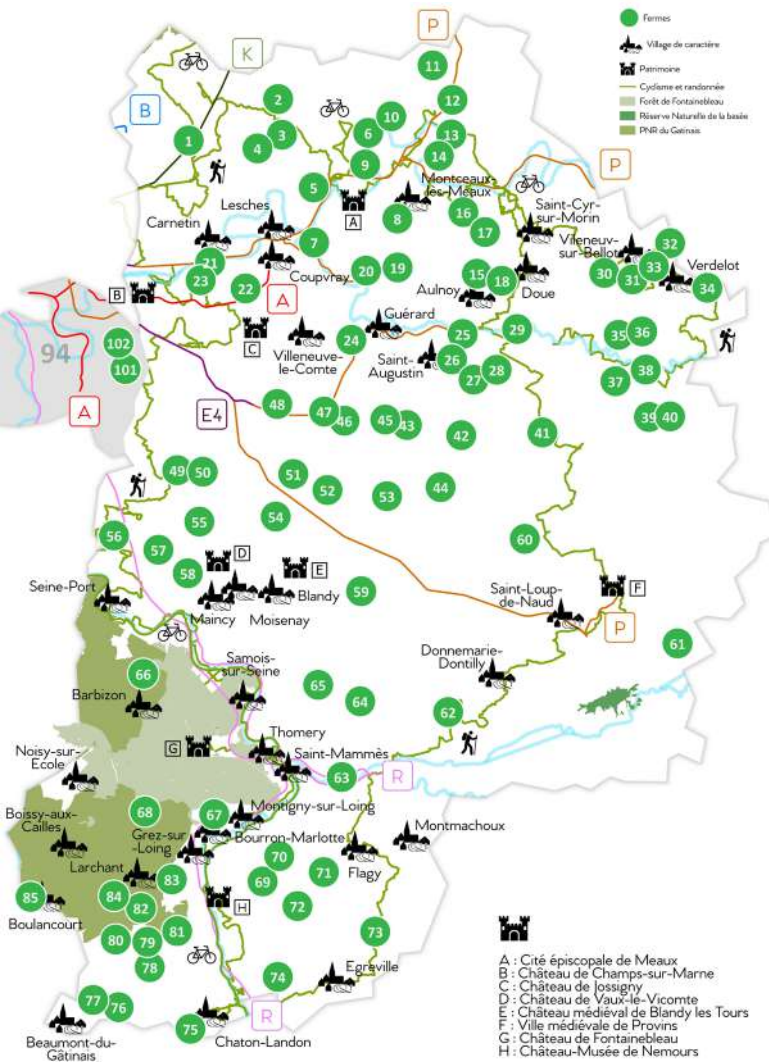 P
Fermes
11
Village de caractère
K
Patrimoine
2
12
Cyclisme et randonnée
B
10
Forêt de Fontainebleau
1
3
6
13
Réserve Naturelle de la basée
4
9
14
PNR du Gatinais
P
5
Montceaux-
lès-Meaux
A
8
16
Saint-Cyr
-sur-Morin
Lesches
17
Carnetin
Villeneuv-
sur-Bellot
32
7
33
Verdelot
21
Coupvray
20
19
15
18
30
31
34
23
22
Aulnoy
Doue
B
A
Guérard
C
Villeneuve-
le-Comte
24
25
29
35
36
102
Saint-
Augustin
26
94
101
27
28
37
38
A
E4
48
47
46
45
43
42
41
39
40
49
50
51
52
53
44
54
55
56
57
60
58
D
E
59
Seine-Port
Maincy
Moisenay
Blandy
Saint-Loup
-de-Naud
F
P
61
Samois-
sur-Seine
Donnemarie-
Dontilly
66
65
64
Barbizon
62
Thomery
G
Saint-Mammès
Noisy-sur-
Ecole
63
R
68
67
Montigny-sur-Loing
Boissy-aux-
Cailles
Grez-sur
-Loing
Bourron-Marlotte
Montmachoux
70
Flagy
Larchant
83
69
71
85
84
82
H
72
Boulancourt
80
79
81
73
78
74
Egreville
77
76
R
75
Chaton-Landon
Beaumont-du-
Gâtinais
A : Cité épiscopale de Meaux
B : Château de Champs-sur-Marne
C : Château de Jossigny
D : Château de Vaux-le-Vicomte
E : Château médiéval de Blandy les Tours
F : Ville médiévale de Provins
G : Château de Fontainebleau
H : Château-Musée de Nemours